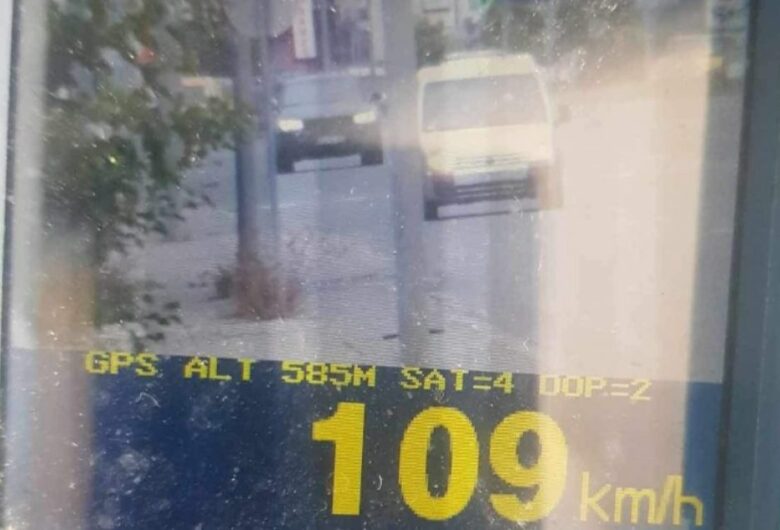 GPS ALT 585M SAT=4 DOP=2
109 km/h